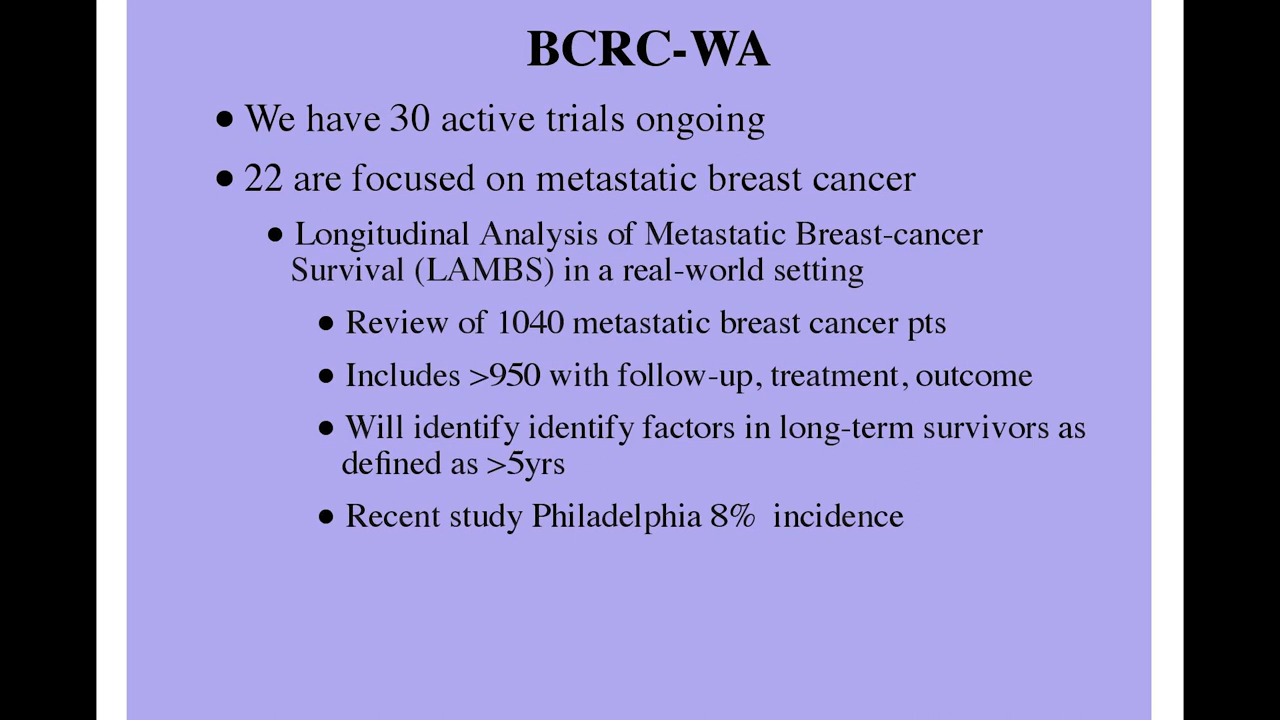 BCRC-WA
• We have 30 active trials ongoing
• 22 are focused on metastatic breast cancer
• Longitudinal Analysis of Metastatic Breast-cancer
Survival (LAMBS) in a real-world setting
• Review of 1040 metastatic breast cancer pts
• Includes >950 with follow-up, treatment, outcome
• Will identify identify factors in long-term survivors as
defined as >5yrs
• Recent study Philadelphia 8%  incidence